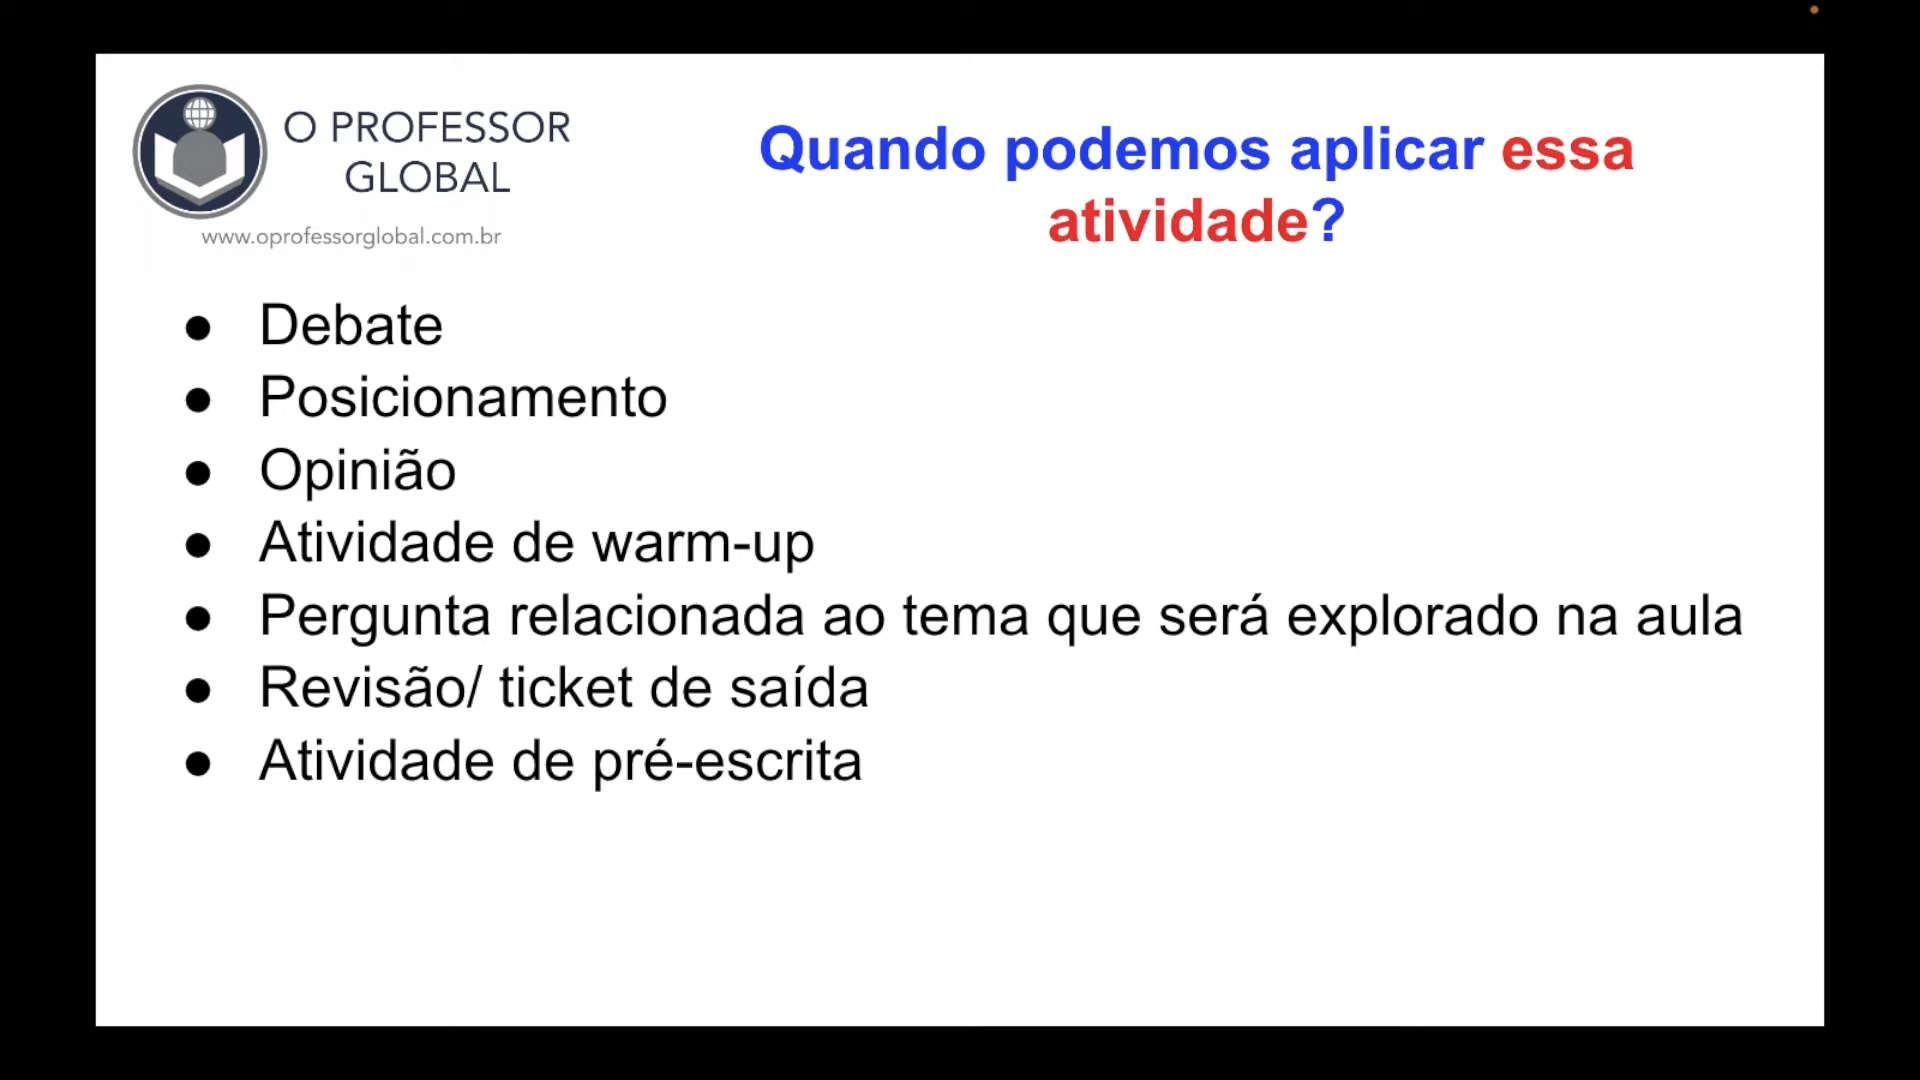 O PROFESSOR
GLOBAL
www.oprofessorglobal.com.br
Quando podemos aplicar essa
atividade?
● Debate
● Posicionamento
● Opinião
● Atividade de warm-up
● Pergunta relacionada ao tema que será explorado na aula
● Revisão/ ticket de saída
● Atividade de pré-escrita